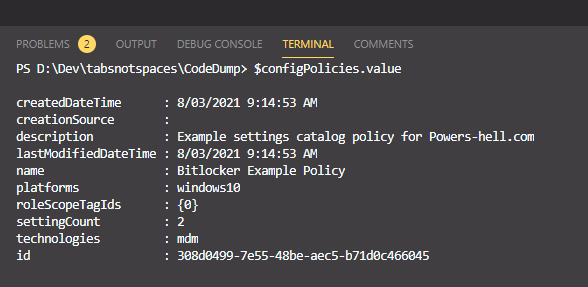 PROBLEMS 2 OUTPUT DEBUG CONSOLE TERMINAL COMMENTS
PS D:\Dev\tabsnotspaces\CodeDump> $configPolicies.value
createdDateTime : 8/03/2021 9:14:53 AM
creationSource :
description : Example settings catalog policy for Powers-hell.com
lastModifiedDateTime : 8/03/2021 9:14:53 AM
name : Bitlocker Example Policy
platforms : windows10
roleScopeTagIds : {0}
settingCount : 2
technologies : mdm
id : 308d0499-7e55-48be-aec5-b71d0c466045